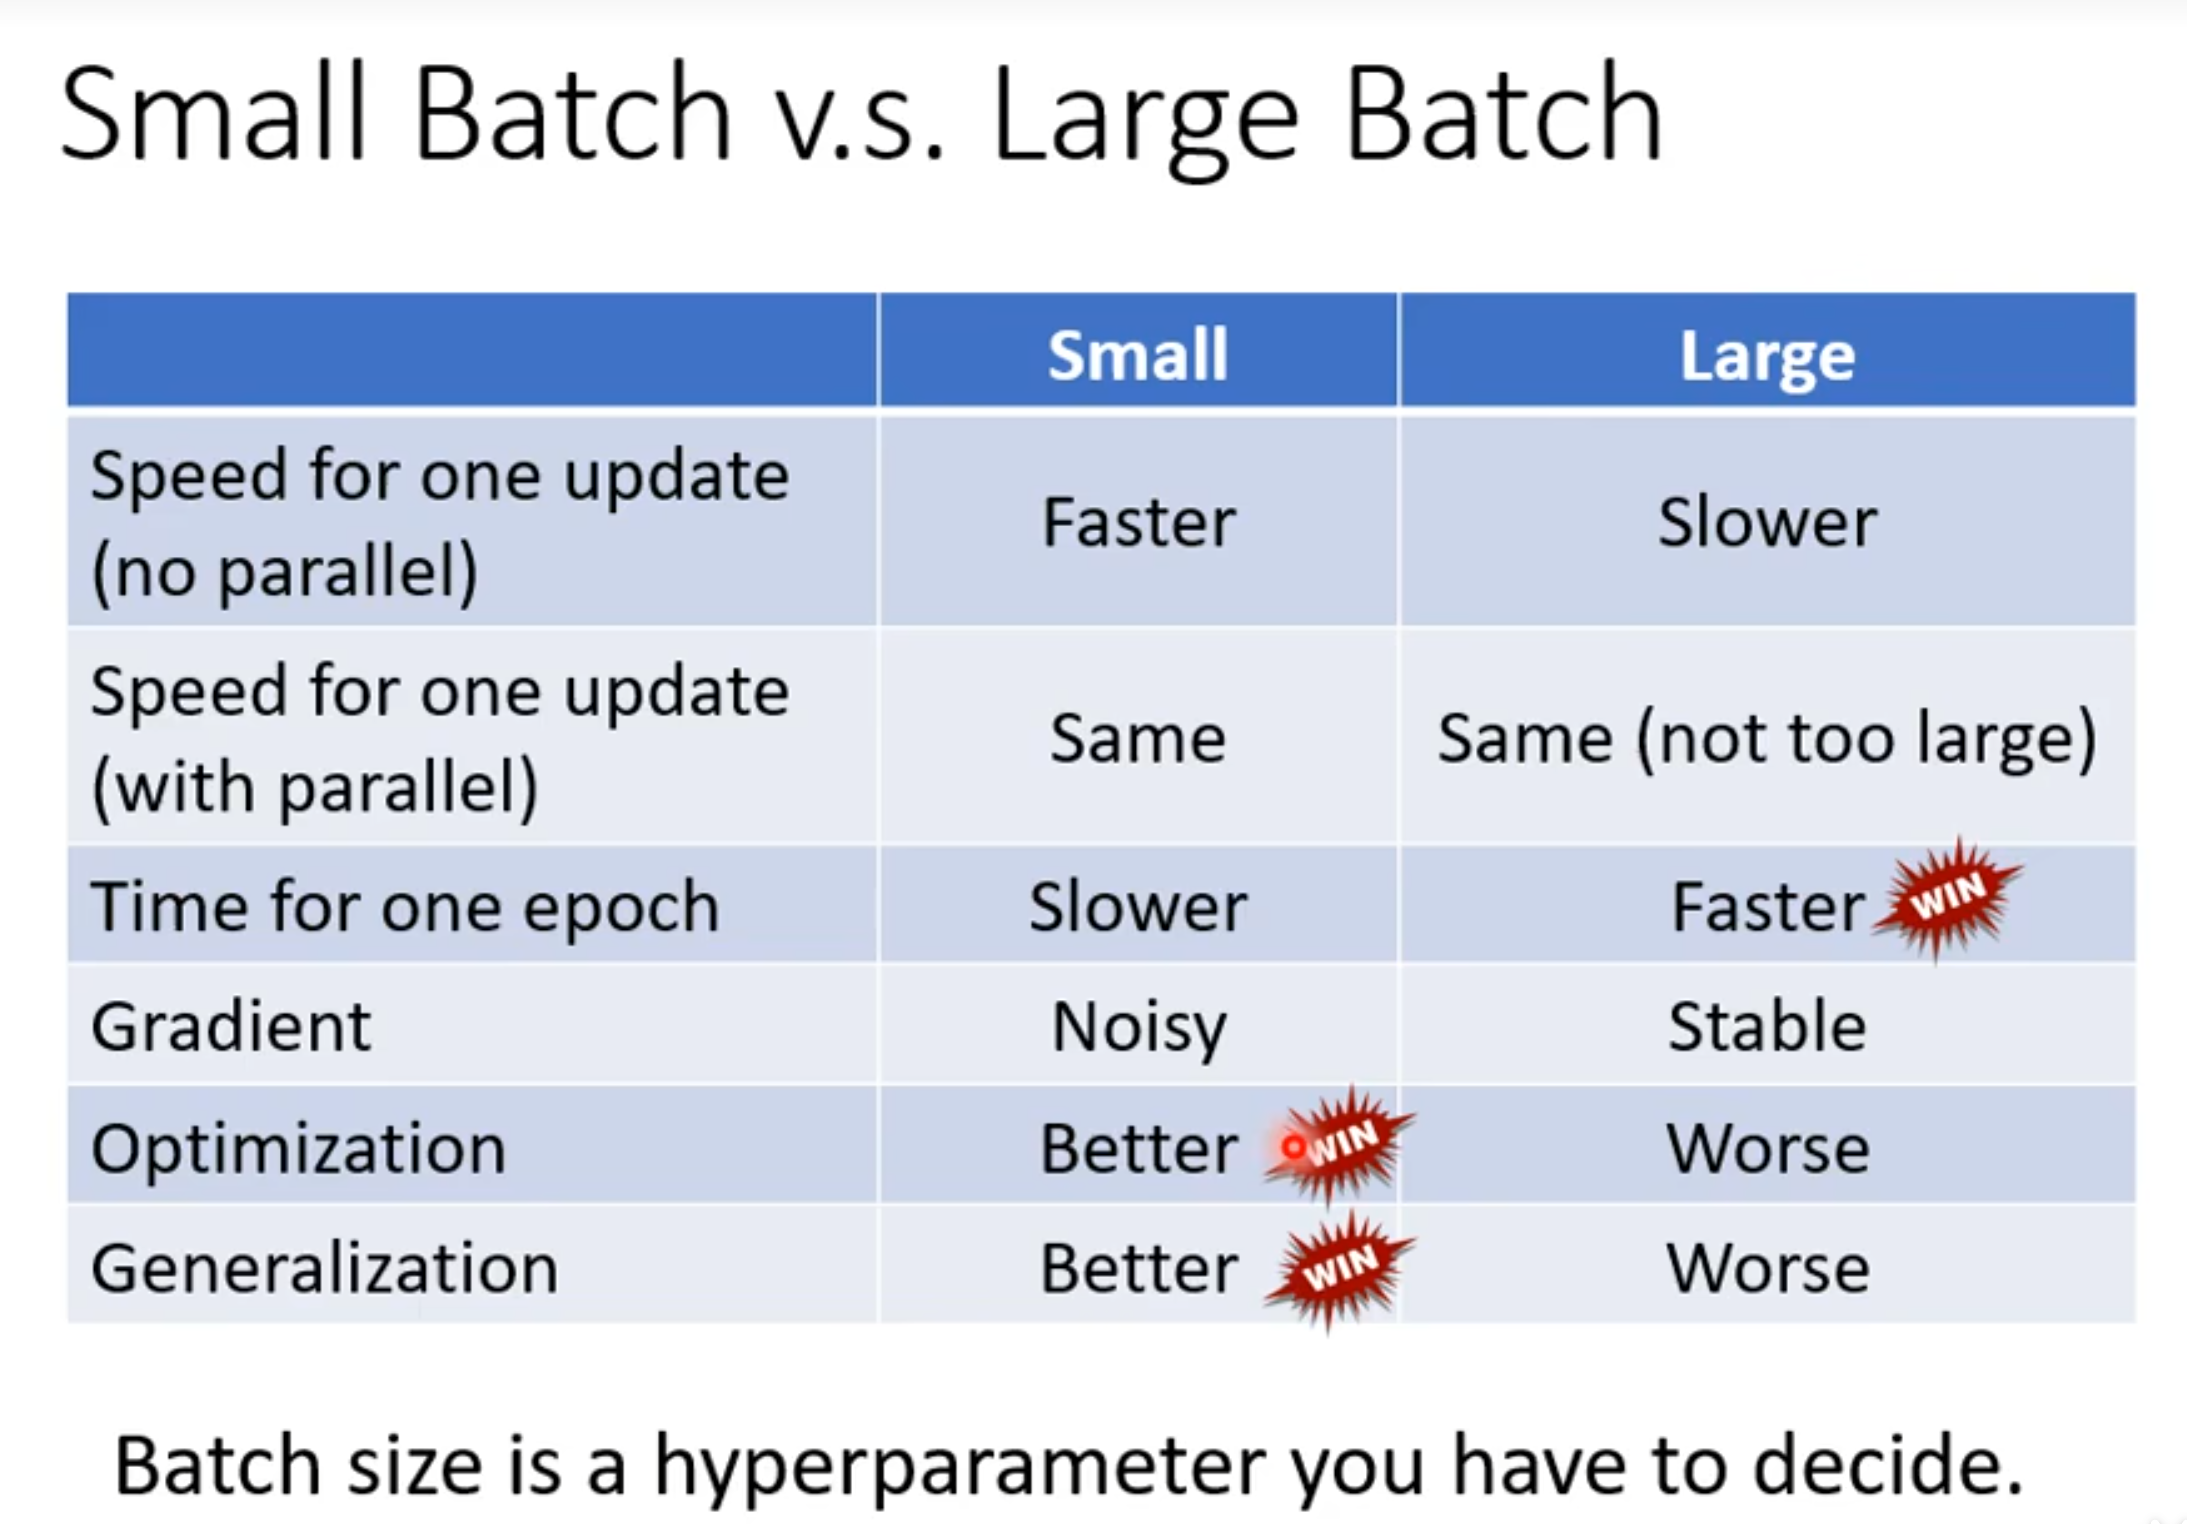 Small Batch v.s. Large Batch
Small Large
Speed for one update
(no parallel)
Faster Slower
Speed for one update
(with parallel)
Same Same (not too large)
Time for one epoch Slower Faster WIN
Gradient Noisy Stable
Optimization Better WIN Worse
Generalization Better WIN Worse
Batch size is a hyperparameter you have to decide.